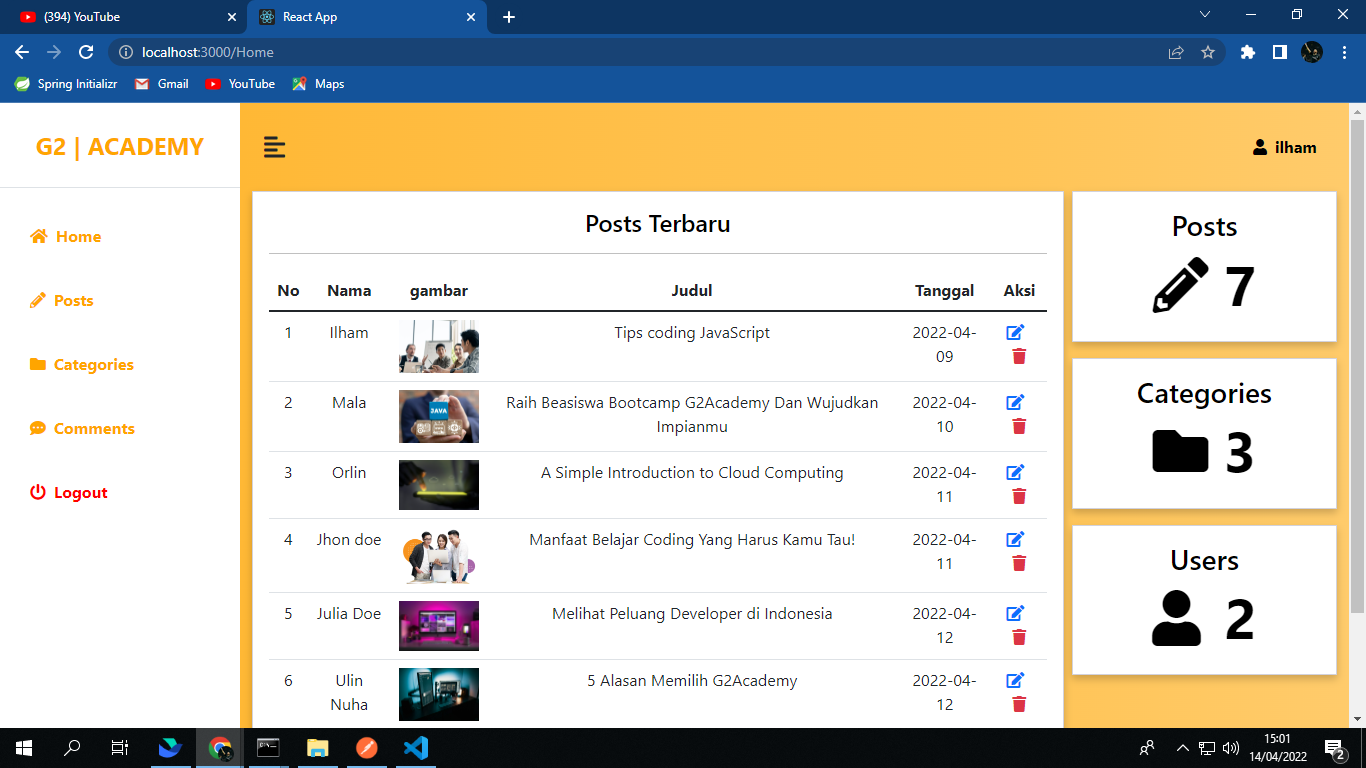 (394) YouTube
React App
localhost:3000/Home
Spring Initializr
Gmail
YouTube
Maps
G2 | ACADEMY
ilham
Home
Posts
Categories
Comments
Logout
Posts Terbaru
No Nama gambar Judul Tanggal Aksi
1 Ilham Tips coding JavaScript 2022-04-
09
2 Mala JAVA Raih Beasiswa Bootcamp G2Academy Dan Wujudkan 2022-04-
Impianmu 10
3 Orlin A Simple Introduction to Cloud Computing 2022-04-
11
4 Jhon doe Manfaat Belajar Coding Yang Harus Kamu Tau! 2022-04-
11
5 Julia Doe Melihat Peluang Developer di Indonesia 2022-04-
12
6 Ulin 5 Alasan Memilih G2Academy 2022-04-
Nuha 12
Posts
7
Categories
3
Users
2
15:01
14/04/2022
2